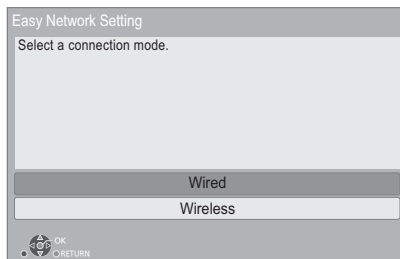 Easy Network Setting
Select a connection mode.
Wired
Wireless
OK
RETURN